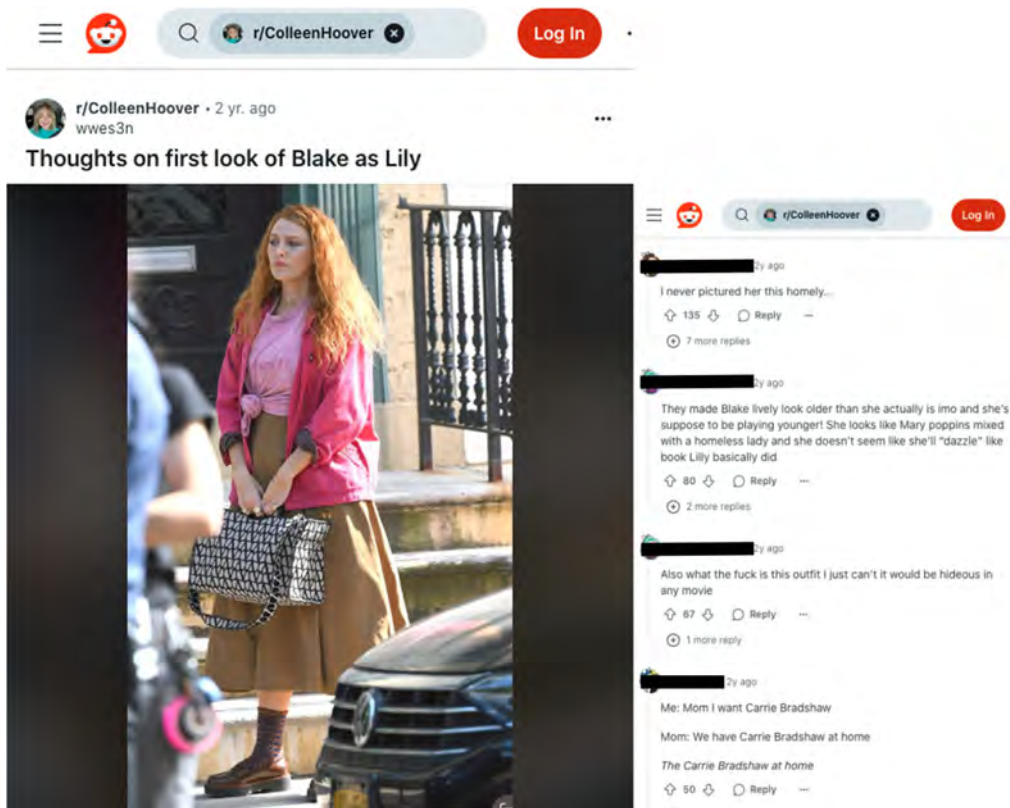 r/ColleenHoover
Log In
r/ColleenHoover • 2 yr. ago
wwes3n
Thoughts on first look of Blake as Lily
r/ColleenHoover
Log In
2y ago
I never pictured her this homely...
135 Reply
7 more replies
2y ago
They made Blake lively look older than she actually is imo and she's
suppose to be playing younger! She looks like Mary poppins mixed
with a homeless lady and she doesn't seem like she'll "dazzle" like
book Lilly basically did
80 Reply
2 more replies
2y ago
Also what the fuck is this outfit I just can't it would be hideous in
any movie
67 Reply
1 more reply
2y ago
Me: Mom I want Carrie Bradshaw
Mom: We have Carrie Bradshaw at home
The Carrie Bradshaw at home
50 Reply